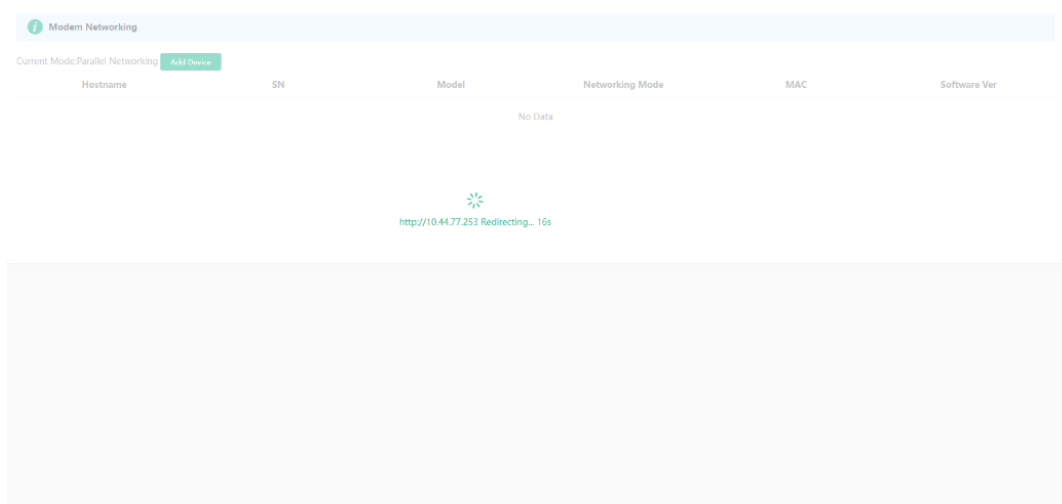 Modem Networking
Current Mode:Parallel Networking Add Device
Hostname SN Model Networking Mode MAC Software Ver
No Data
http://10.44.77.253 Redirecting... 16s